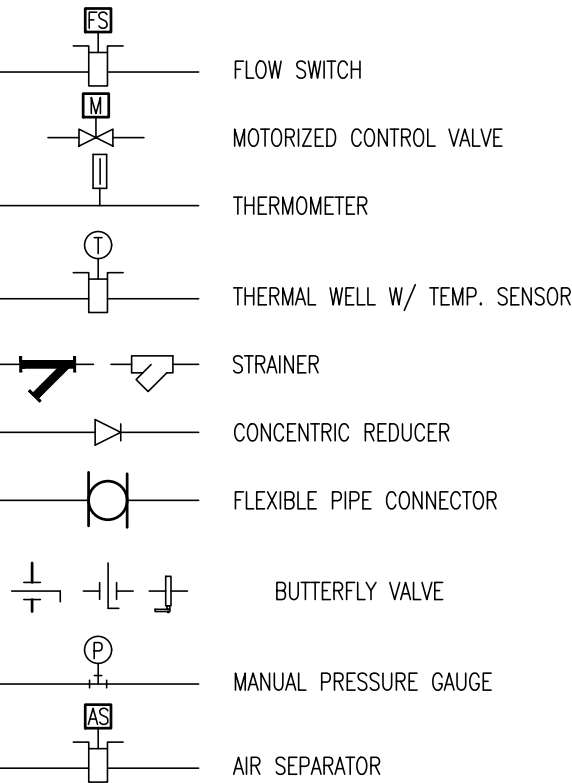 FS
FLOW SWITCH
M
MOTORIZED CONTROL VALVE
THERMOMETER
T
THERMAL WELL W/ TEMP. SENSOR
STRAINER
CONCENTRIC REDUCER
FLEXIBLE PIPE CONNECTOR
BUTTERFLY VALVE
P
MANUAL PRESSURE GAUGE
AS
AIR SEPARATOR